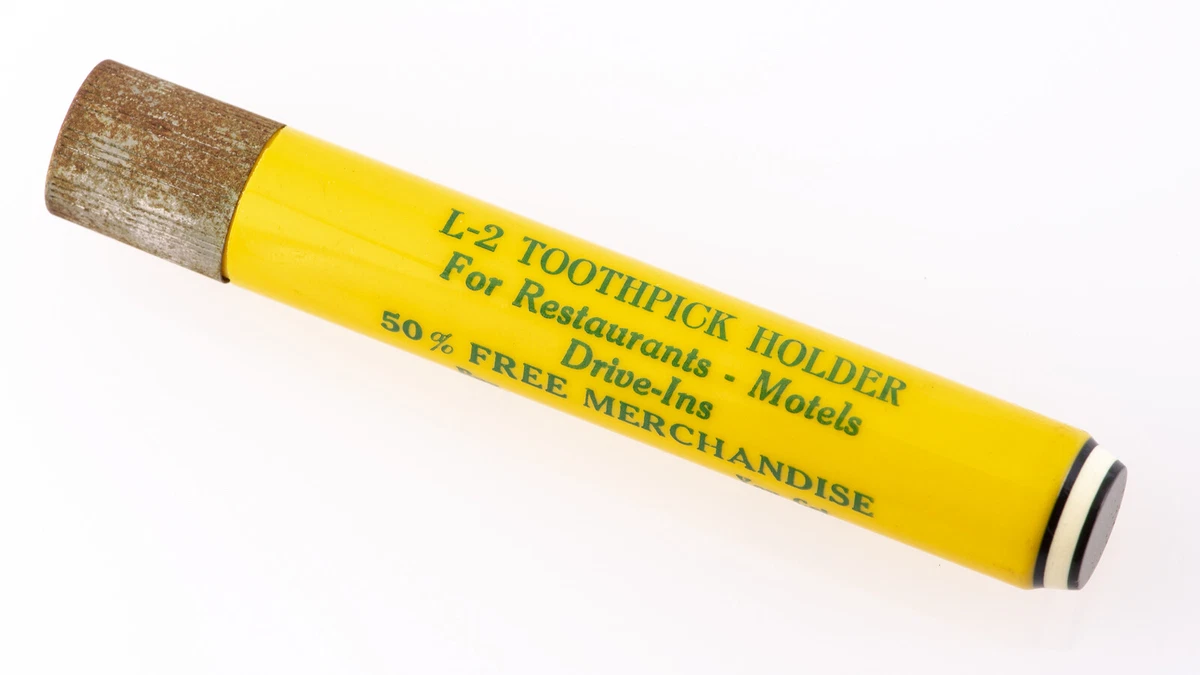 L-2 TOOTHPICK HOLDER
For Restaurants - Motels
Drive-Ins
50% FREE MERCHANDISE